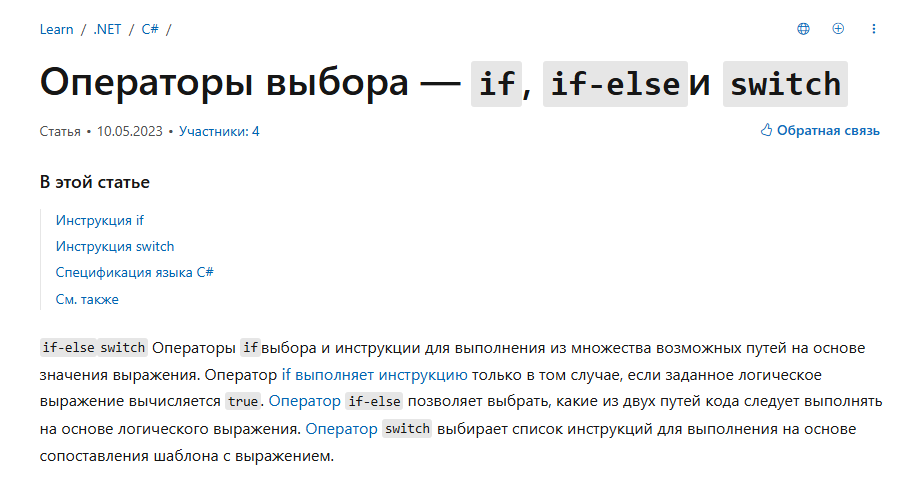 Learn / .NET / C# /
Операторы выбора — if, if-else и switch
Статья • 10.05.2023 • Участники: 4
Обратная связь
В этой статье
Инструкция if
Инструкция switch
Спецификация языка C#
См. также
if-else switch Операторы if выбора и инструкции для выполнения из множества возможных путей на основе
значения выражения. Оператор if выполняет инструкцию только в том случае, если заданное логическое
выражение вычисляется true. Оператор if-else позволяет выбрать, какие из двух путей кода следует выполнять
на основе логического выражения. Оператор switch выбирает список инструкций для выполнения на основе
сопоставления шаблона с выражением.